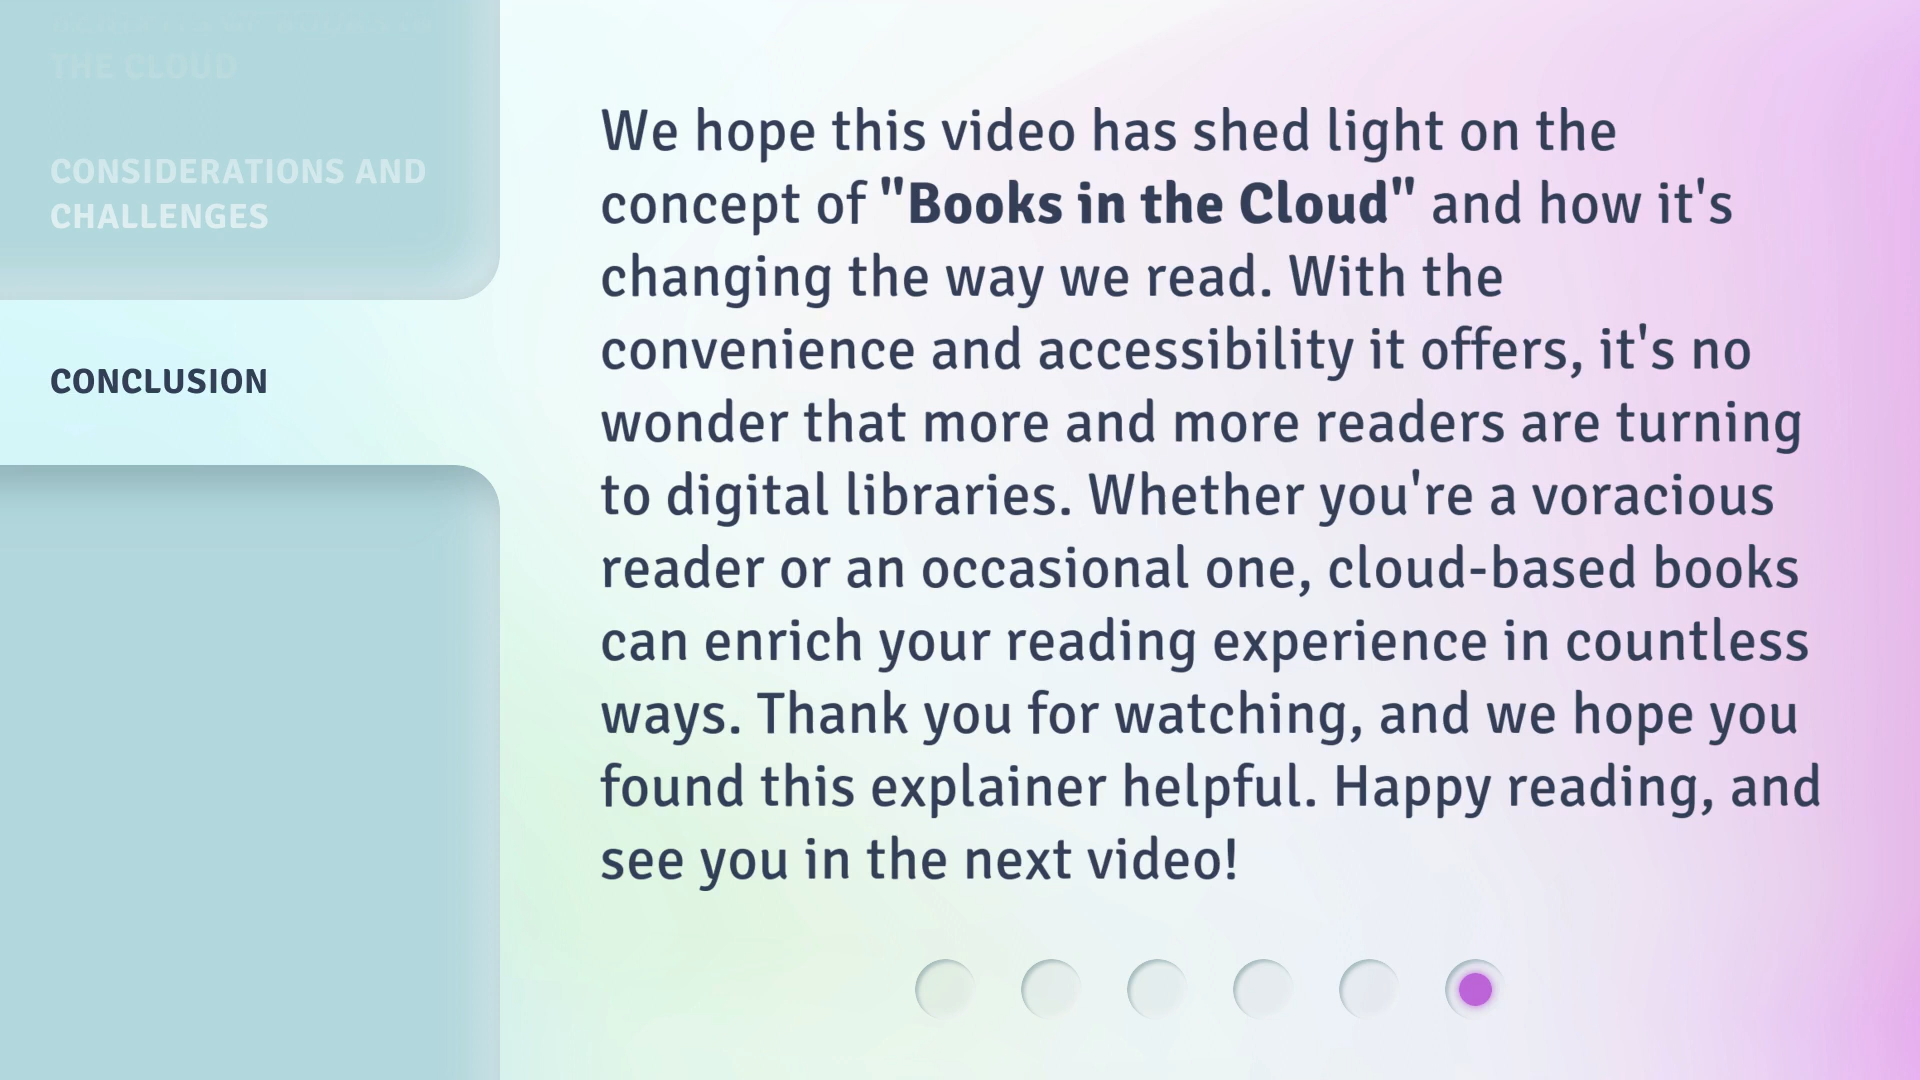 THE CLOUD
CONSIDERATIONS AND
CHALLENGES
CONCLUSION
We hope this video has shed light on the
concept of "Books in the Cloud" and how it's
changing the way we read. With the
convenience and accessibility it offers, it's no
wonder that more and more readers are turning
to digital libraries. Whether you're a voracious
reader or an occasional one, cloud-based books
can enrich your reading experience in countless
ways. Thank you for watching, and we hope you
found this explainer helpful. Happy reading, and
see you in the next video!